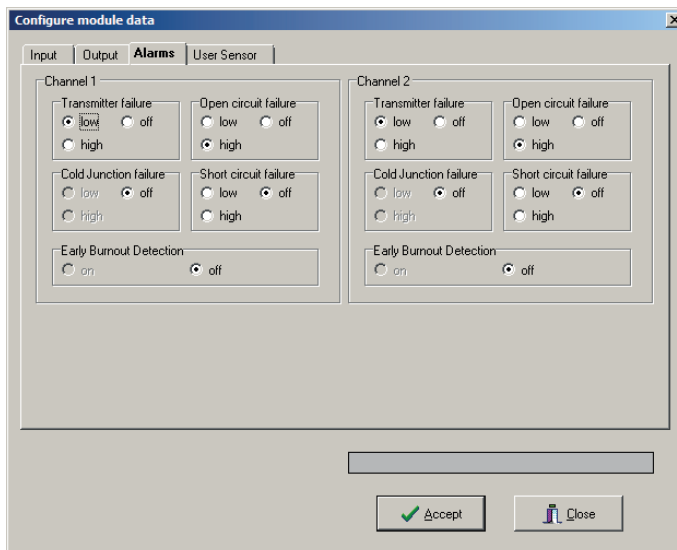 Configure module data
Input Output Alarms User Sensor
Channel 1
Transmitter failure
low off
high
Open circuit failure
low off
high
Cold Junction failure
low off
high
Short circuit failure
low off
high
Early Burnout Detection
on off
Channel 2
Transmitter failure
low off
high
Open circuit failure
low off
high
Cold Junction failure
low off
high
Short circuit failure
low off
high
Early Burnout Detection
on off
Accept Close